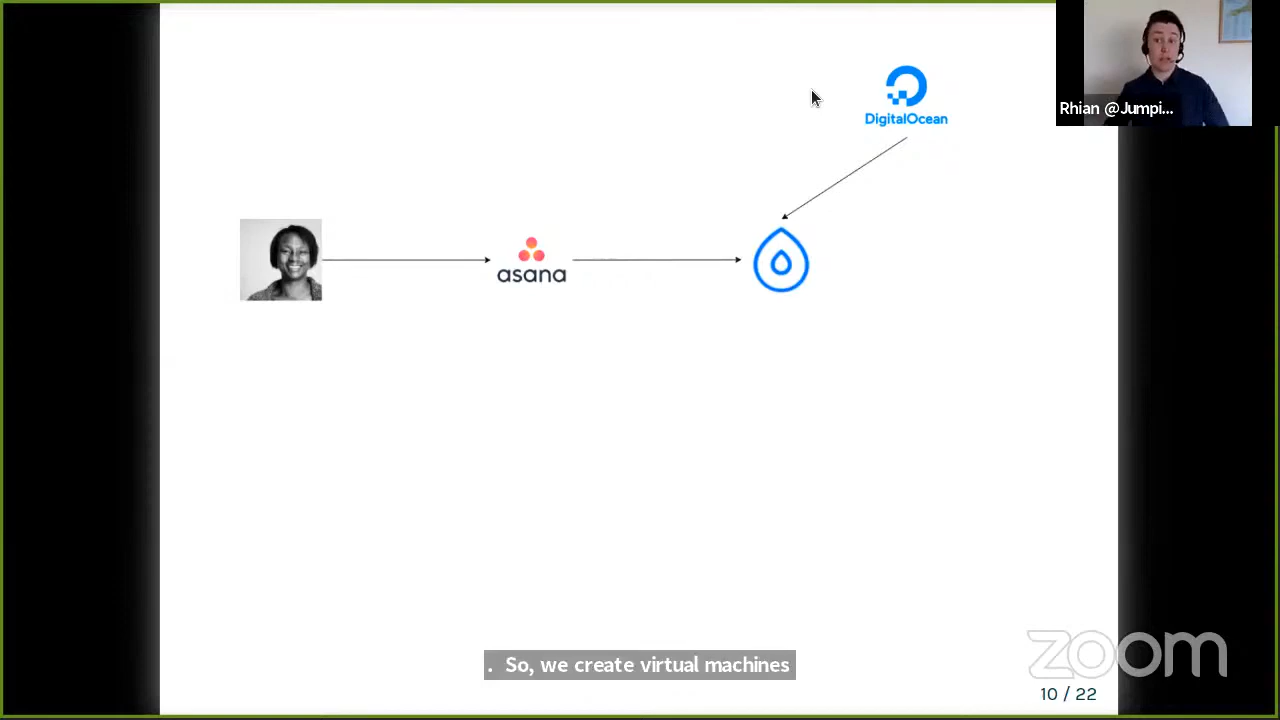 DigitalOcean
Rhian @Jumpi...
asana
. So, we create virtual machines
zoom
10 / 22